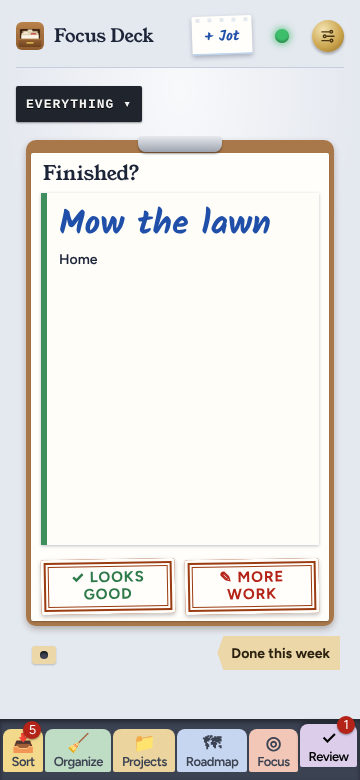 Focus Deck
+ Jot
EVERYTHING ▾
Finished?
Mow the lawn
Home
✓ LOOKS
GOOD
✎ MORE
WORK
Done this week
5
1
Sort
Organize
Projects
Roadmap
Focus
Review